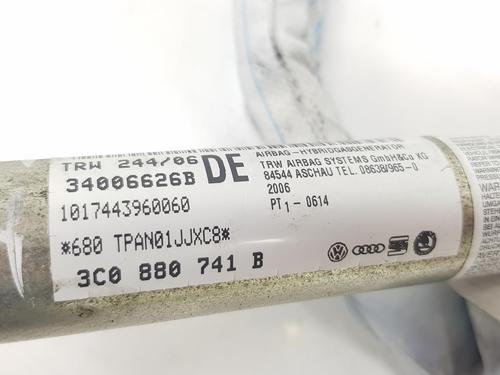 TRW 244/06
DE
34006626B
1017443960060
*680 TPAN01JJXC8*
3C0 880 741 B
AIRBAG-HYBRIDGASGENERATOR
TRW AIRBAG SYSTEMS GmbH&Co KG
84544 ASCHAU TEL. 08638/965-0
2006
PT1-0614